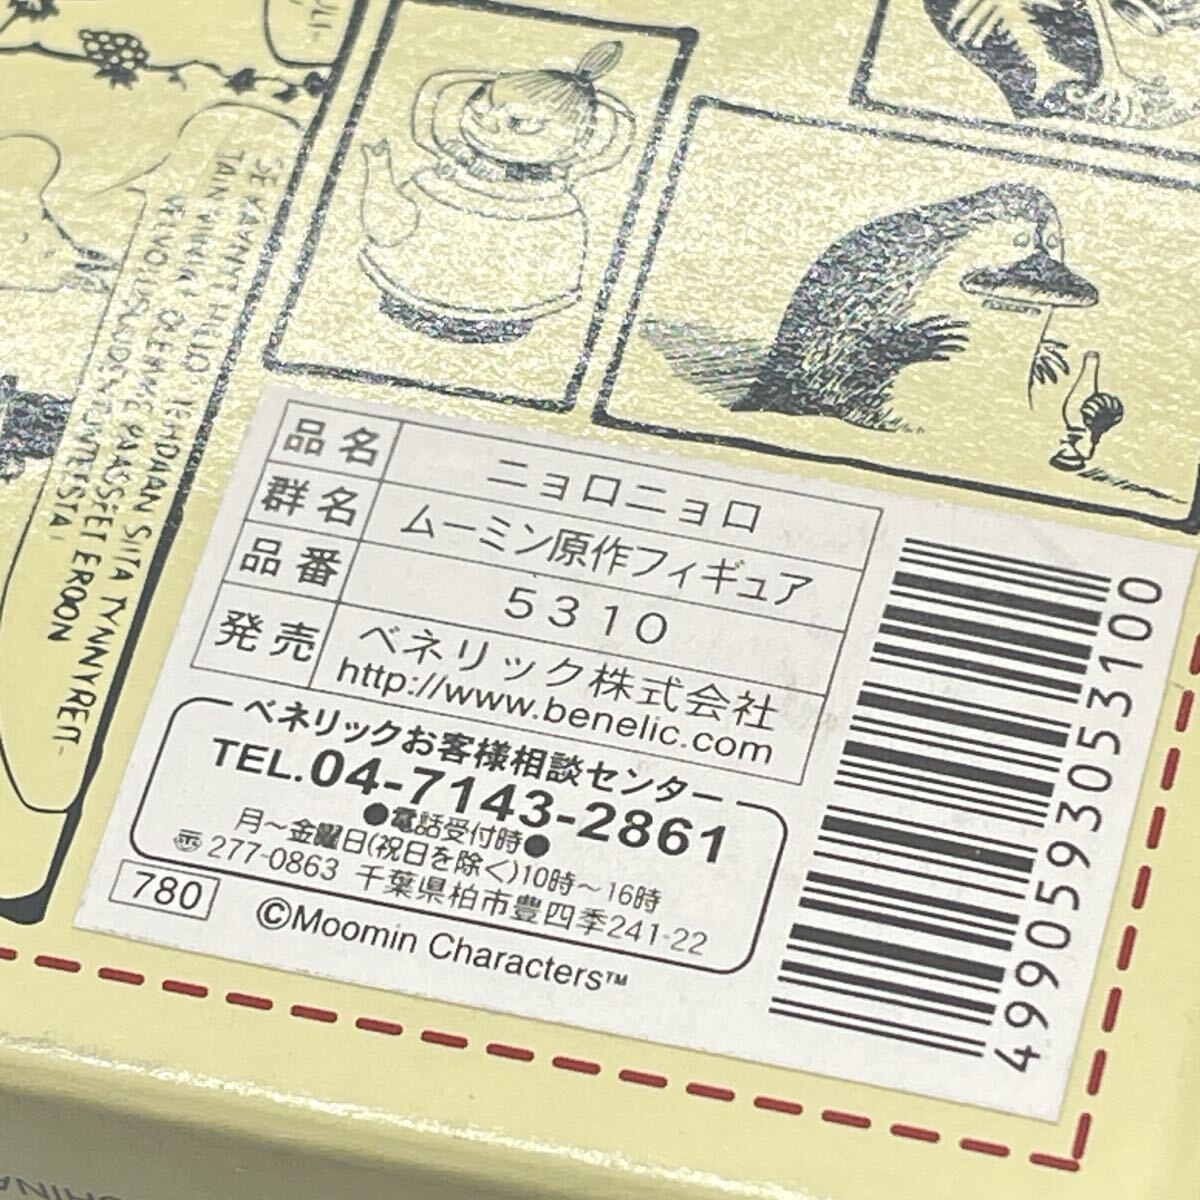 品名 ニョロニョロ
群名 ムーミン原作フィギュア
品番 5310
発売 ベネリック株式会社
http://www.benelic.com
ベネリックお客様相談センター
TEL.04-7143-2861
●電話受付時●
月～金曜日(祝日を除く)10時～16時
〠277-0863 千葉県柏市豊四季241-22
780
©Moomin Characters™
4990593053100